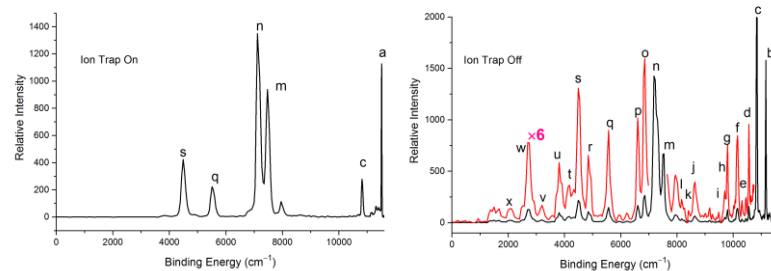 Ion Trap On
Relative Intensity
1400
1200
1000
800
600
400
200
0
0 2000 4000 6000 8000 10000
Binding Energy (cm⁻¹)
s q n m c a
Ion Trap Off
Relative Intensity
2000
1500
1000
500
0
0 2000 4000 6000 8000 10000
Binding Energy (cm⁻¹)
×6
x w v u t s r q p o n m l k j i h g f e d c b